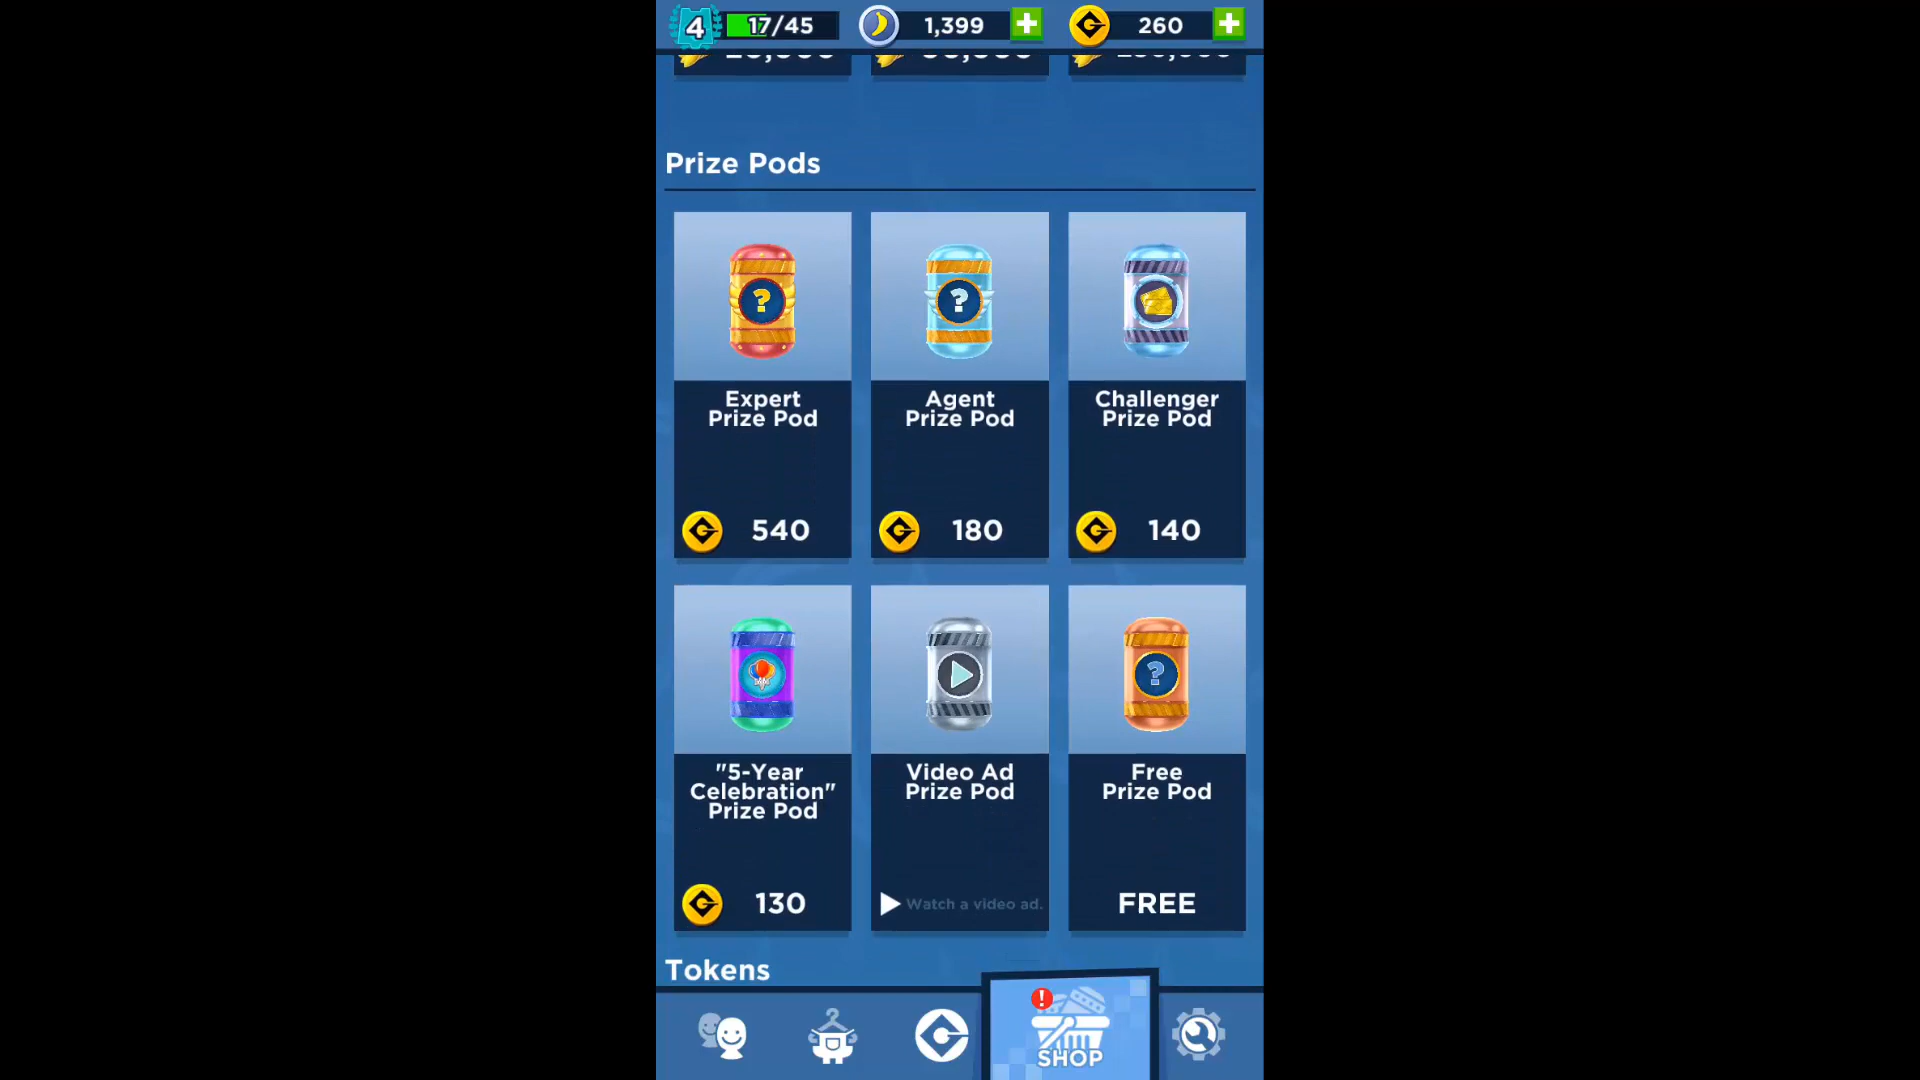 4 17/45 1,399 260
Prize Pods
Expert
Prize Pod
540
Agent
Prize Pod
180
Challenger
Prize Pod
140
"5-Year
Celebration"
Prize Pod
130
Video Ad
Prize Pod
Watch a video ad.
Free
Prize Pod
FREE
Tokens
SHOP